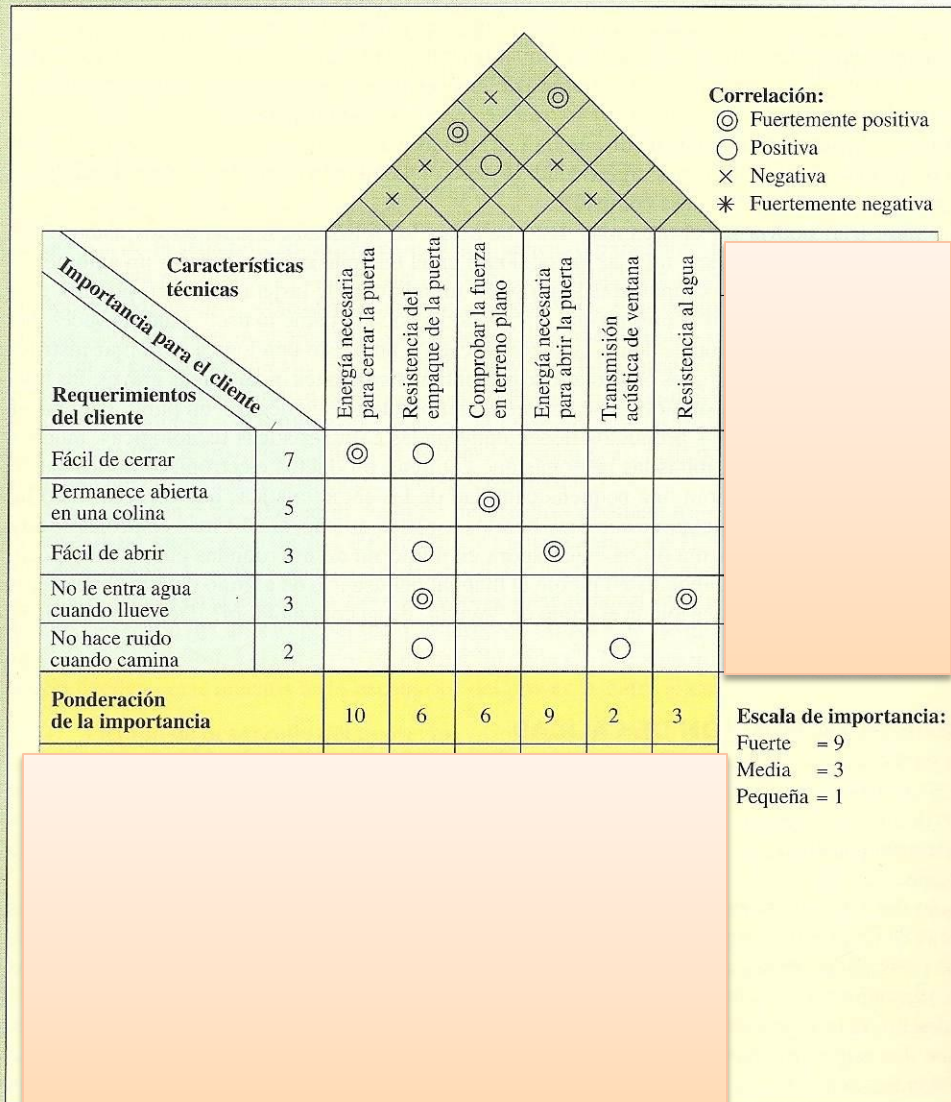 Correlación:
◎ Fuertemente positiva
○ Positiva
× Negativa
✳ Fuertemente negativa
Importancia para el cliente
Características
técnicas
Requerimientos
del cliente
Energía necesaria
para cerrar la puerta
Resistencia del
empaque de la puerta
Comprobar la fuerza
en terreno plano
Energía necesaria
para abrir la puerta
Transmisión
acústica de ventana
Resistencia al agua
Fácil de cerrar 7 ◎ ○
Permanece abierta
en una colina 5 ◎
Fácil de abrir 3 ○ ◎
No le entra agua
cuando llueve 3 ◎ ◎
No hace ruido
cuando camina 2 ○ ○
Ponderación
de la importancia 10 6 6 9 2 3
Escala de importancia:
Fuerte = 9
Media = 3
Pequeña = 1